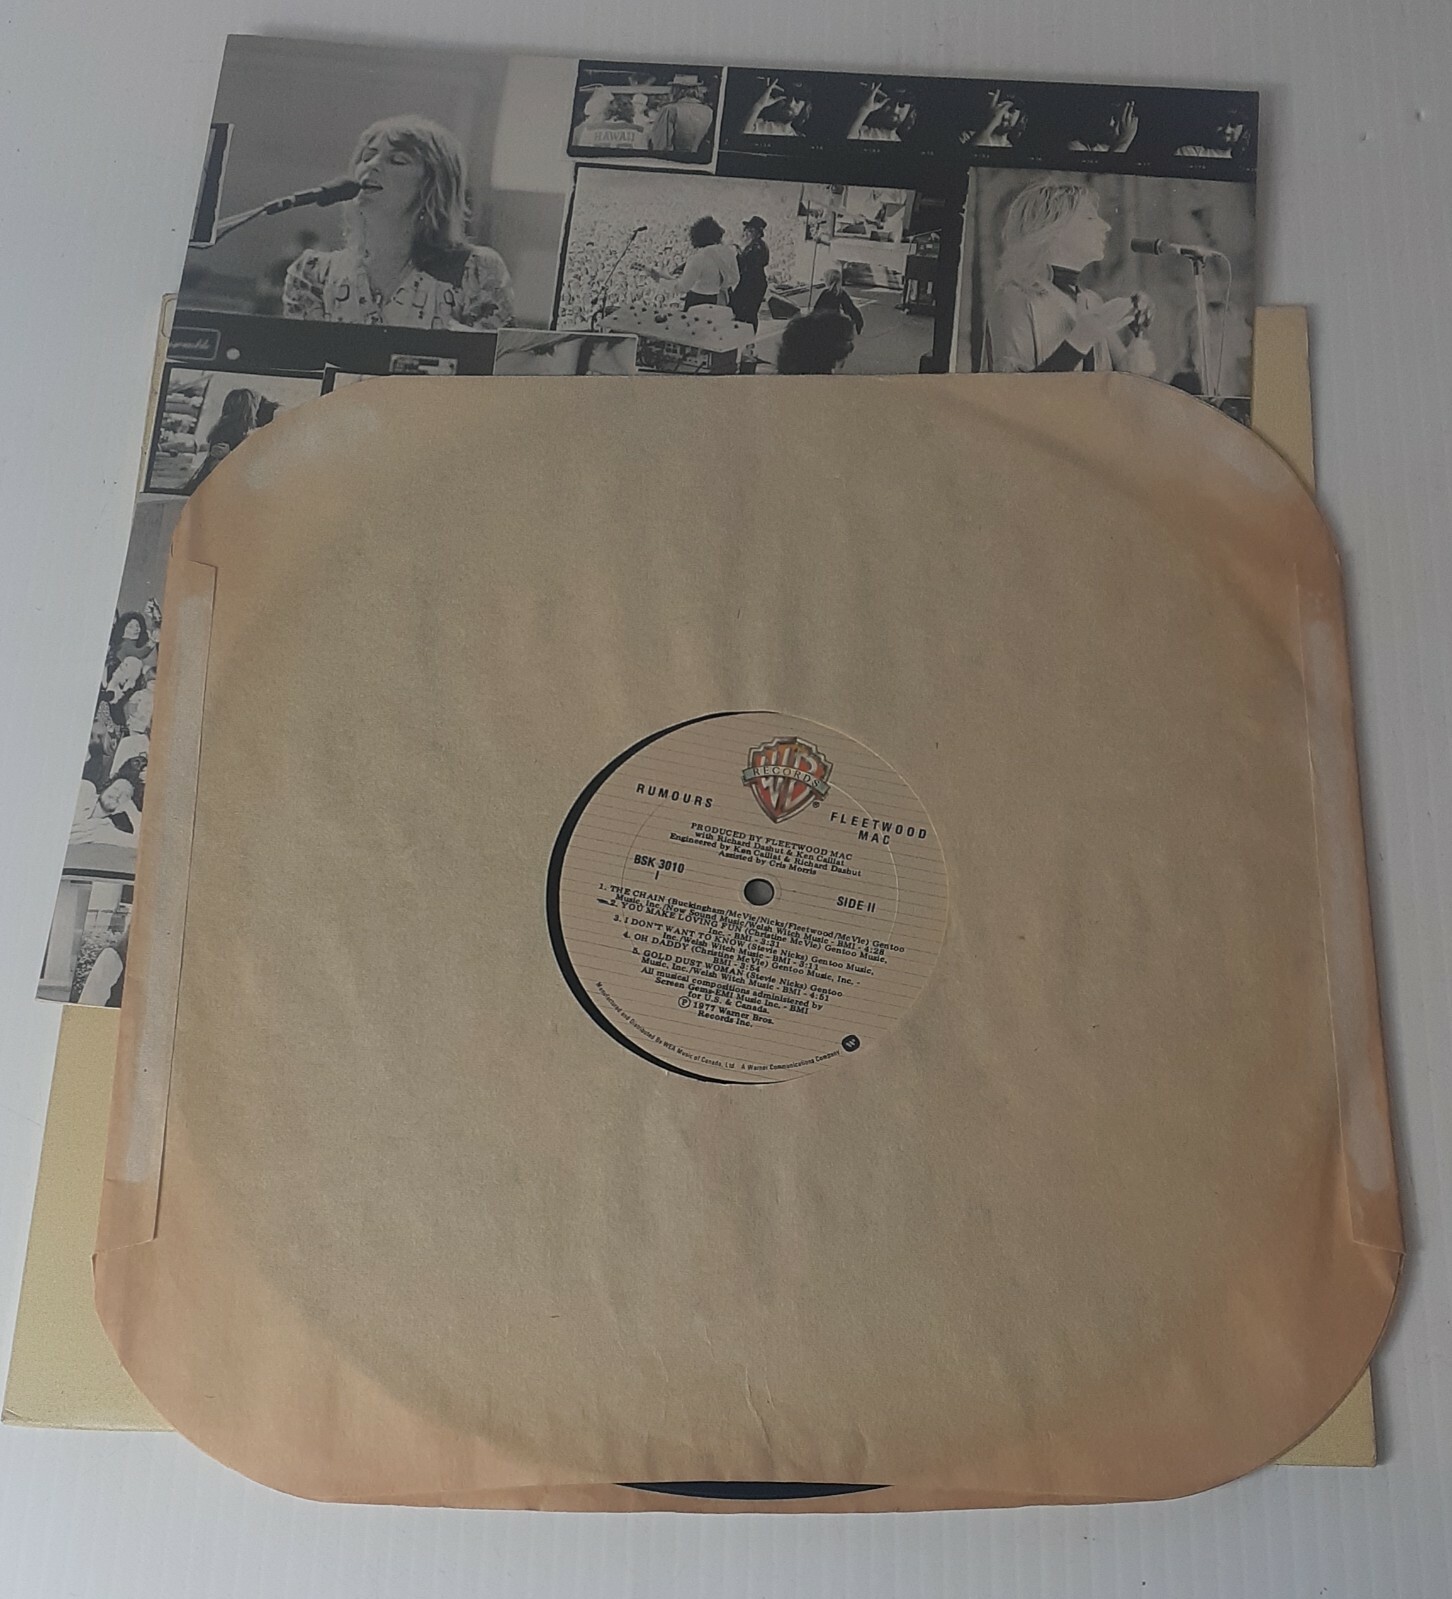 HAWAII
RECORDS
RUMOURS
FLEETWOOD
MAC
PRODUCED BY FLEETWOOD MAC
with Richard Dashut & Ken Caillat
Engineered by Ken Caillat & Richard Dashut
Assisted by Cris Morris
BSK 3010
1
SIDE II
1. THE CHAIN (Buckingham/McVie/Nicks/Fleetwood/McVie) Gentoo
Music, Inc./Now Sound Music/Welsh Witch Music - BMI - 4:28
2. YOU MAKE LOVING FUN (Christine McVie) Gentoo Music,
Inc. - BMI - 3:31
3. I DON'T WANT TO KNOW (Stevie Nicks) Gentoo Music,
Inc./Welsh Witch Music - BMI - 3:11
4. OH DADDY (Christine McVie) Gentoo Music, Inc. -
BMI - 3:54
5. GOLD DUST WOMAN (Stevie Nicks) Gentoo
Music, Inc./Welsh Witch Music - BMI - 4:51
All musical compositions administered by
Screen Gems-EMI Music Inc. - BMI
for U.S. & Canada.
℗ 1977 Warner Bros.
Records Inc.
Manufactured and Distributed By WEA Music of Canada, Ltd. A Warner Communications Company